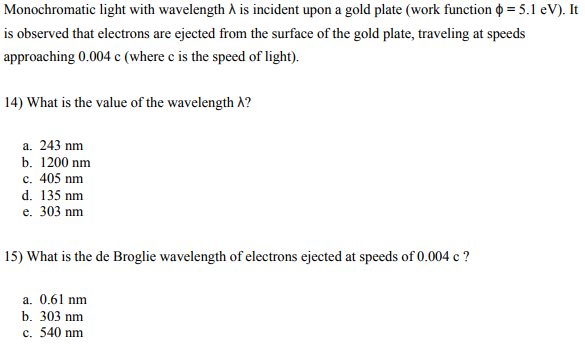 Monochromatic light with wavelength λ is incident upon a gold plate (work function ϕ = 5.1 eV). It
is observed that electrons are ejected from the surface of the gold plate, traveling at speeds
approaching 0.004 c (where c is the speed of light).
14) What is the value of the wavelength λ?
a. 243 nm
b. 1200 nm
c. 405 nm
d. 135 nm
e. 303 nm
15) What is the de Broglie wavelength of electrons ejected at speeds of 0.004 c ?
a. 0.61 nm
b. 303 nm
c. 540 nm